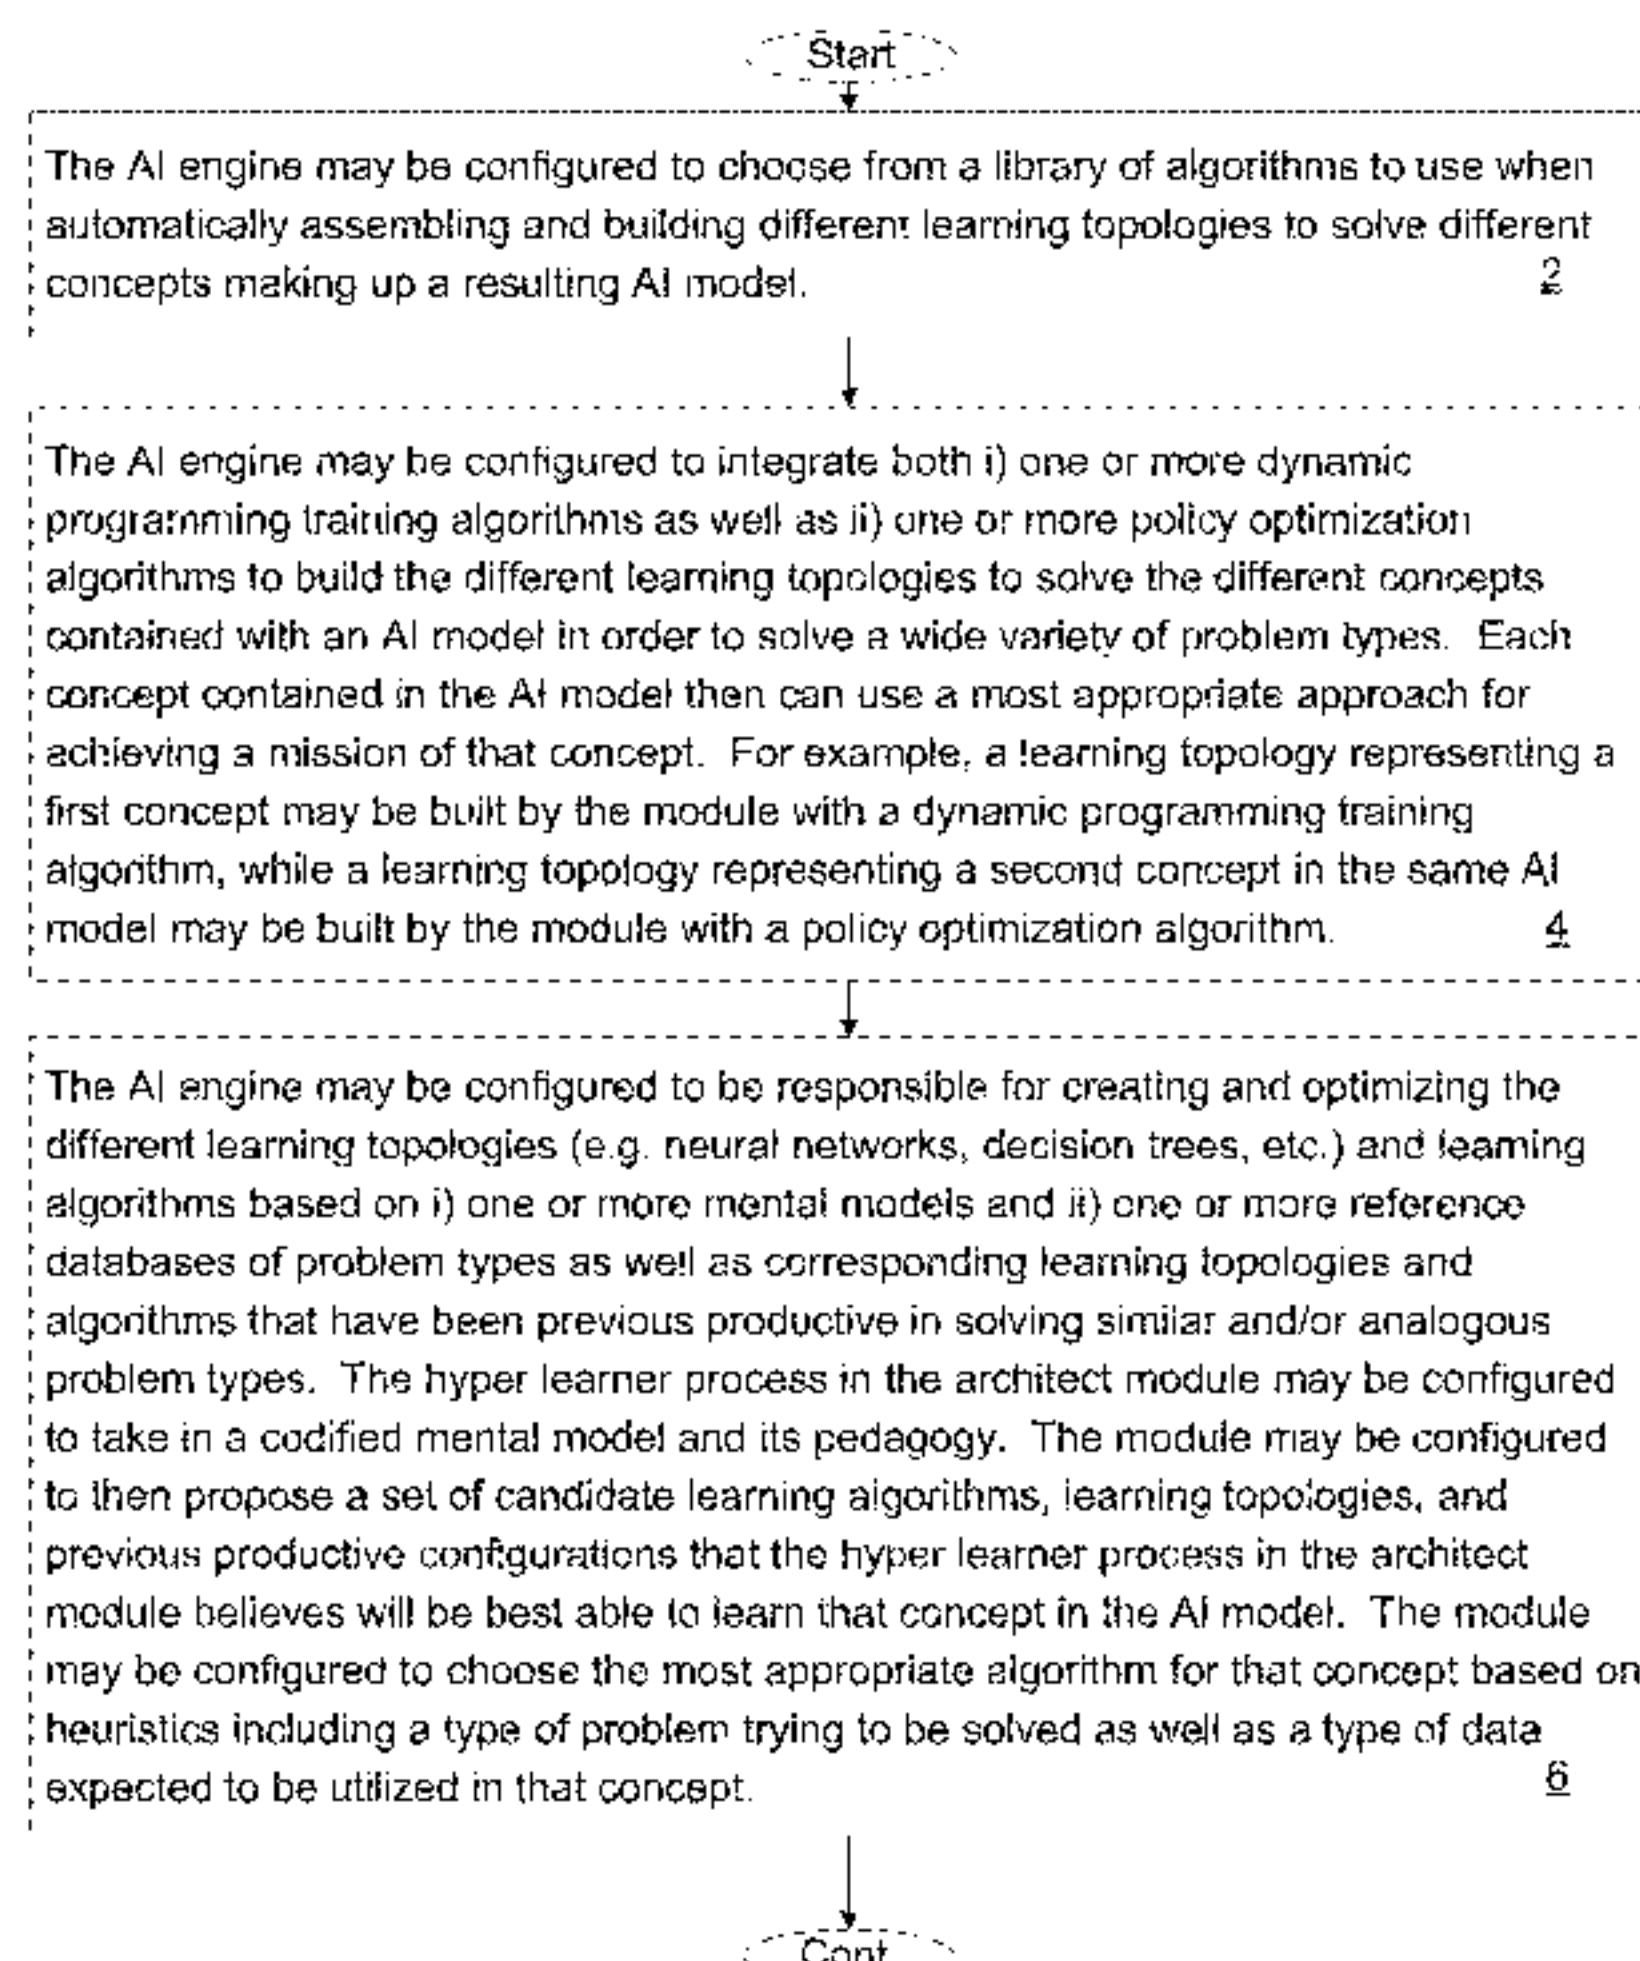 Start
The AI engine may be configured to choose from a library of algorithms to use when
automatically assembling and building different learning topologies to solve different
concepts making up a resulting AI model.
2
The AI engine may be configured to integrate both i) one or more dynamic
programming training algorithms as well as ii) one or more policy optimization
algorithms to build the different learning topologies to solve the different concepts
contained with an AI model in order to solve a wide variety of problem types.  Each
concept contained in the AI model then can use a most appropriate approach for
achieving a mission of that concept.  For example, a learning topology representing a
first concept may be built by the module with a dynamic programming training
algorithm, while a learning topology representing a second concept in the same AI
model may be built by the module with a policy optimization algorithm.
4
The AI engine may be configured to be responsible for creating and optimizing the
different learning topologies (e.g. neural networks, decision trees, etc.) and learning
algorithms based on i) one or more mental models and ii) one or more reference
databases of problem types as well as corresponding learning topologies and
algorithms that have been previous productive in solving similar and/or analogous
problem types.  The hyper learner process in the architect module may be configured
to take in a codified mental model and its pedagogy.  The module may be configured
to then propose a set of candidate learning algorithms, learning topologies, and
previous productive configurations that the hyper learner process in the architect
module believes will be best able to learn that concept in the AI model.  The module
may be configured to choose the most appropriate algorithm for that concept based on
heuristics including a type of problem trying to be solved as well as a type of data
expected to be utilized in that concept.
6
Cont